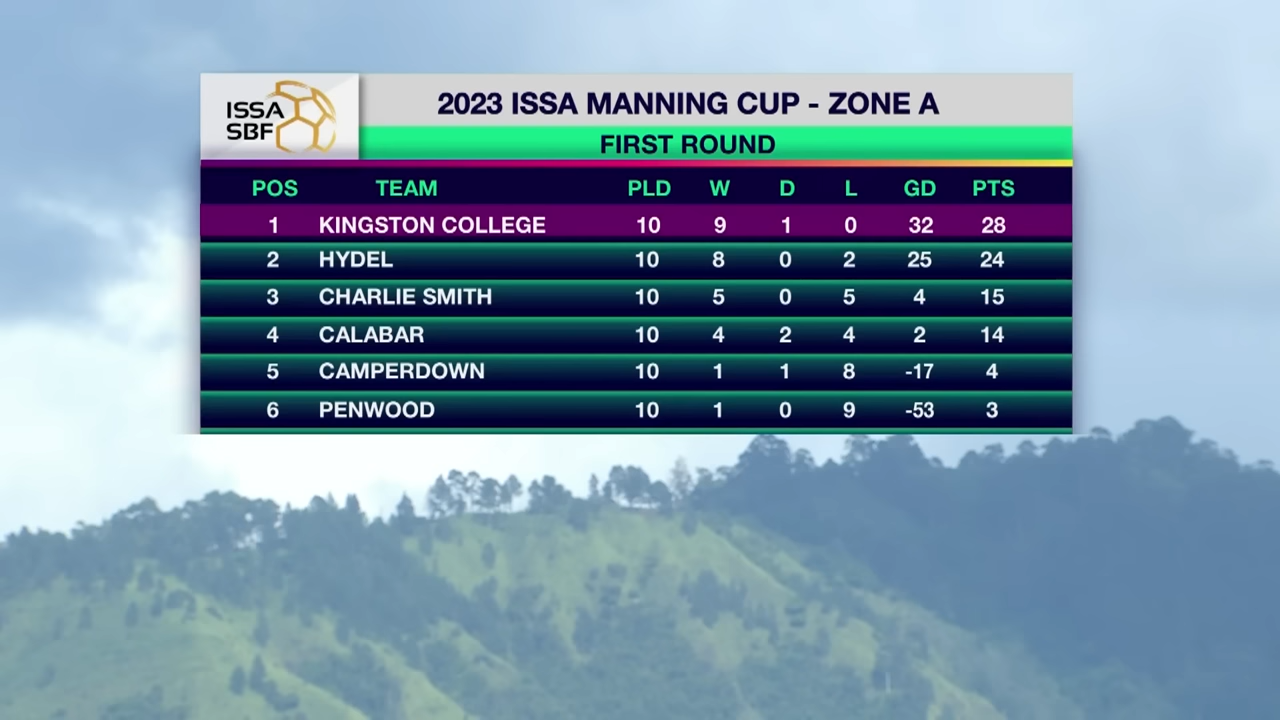 ISSA
SBF
2023 ISSA MANNING CUP - ZONE A
FIRST ROUND
POS TEAM PLD W D L GD PTS
1 KINGSTON COLLEGE 10 9 1 0 32 28
2 HYDEL 10 8 0 2 25 24
3 CHARLIE SMITH 10 5 0 5 4 15
4 CALABAR 10 4 2 4 2 14
5 CAMPERDOWN 10 1 1 8 -17 4
6 PENWOOD 10 1 0 9 -53 3